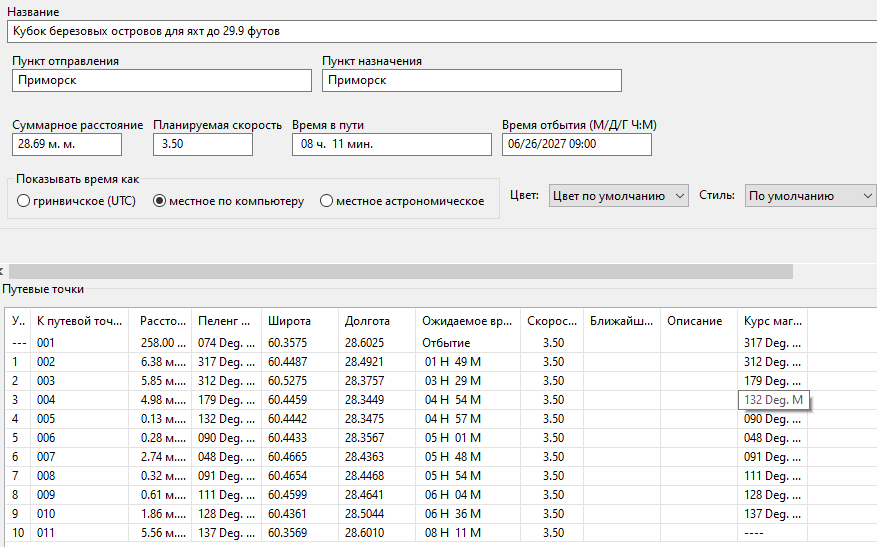 Название
Кубок березовых островов для яхт до 29.9 футов
Пункт отправления Пункт назначения
Приморск Приморск
Суммарное расстояние Планируемая скорость Время в пути Время отбытия (М/Д/Г Ч:М)
28.69 м. м. 3.50 08 ч. 11 мин. 06/26/2027 09:00
Показывать время как
гринвичское (UTC) местное по компьютеру местное астрономическое Цвет: Цвет по умолчанию Стиль: По умолчанию
Путевые точки
У.. К путевой точ... Рассто... Пеленг ... Широта Долгота Ожидаемое вр... Скорос... Ближайш... Описание Курс маг...
--- 001 258.00 ... 074 Deg. ... 60.3575 28.6025 Отбытие 3.50 317 Deg. ...
1 002 6.38 м.... 317 Deg. ... 60.4487 28.4921 01 H 49 M 3.50 312 Deg. ...
2 003 5.85 м.... 312 Deg. ... 60.5275 28.3757 03 H 29 M 3.50 179 Deg. ...
3 004 4.98 м.... 179 Deg. ... 60.4459 28.3449 04 H 54 M 3.50 132 Deg. M
4 005 0.13 м.... 132 Deg. ... 60.4442 28.3475 04 H 57 M 3.50 090 Deg. ...
5 006 0.28 м.... 090 Deg. ... 60.4433 28.3567 05 H 01 M 3.50 048 Deg. ...
6 007 2.74 м.... 048 Deg. ... 60.4665 28.4363 05 H 48 M 3.50 091 Deg. ...
7 008 0.32 м.... 091 Deg. ... 60.4654 28.4468 05 H 54 M 3.50 111 Deg. ...
8 009 0.61 м.... 111 Deg. ... 60.4599 28.4641 06 H 04 M 3.50 128 Deg. ...
9 010 1.86 м.... 128 Deg. ... 60.4361 28.5044 06 H 36 M 3.50 137 Deg. ...
10 011 5.56 м.... 137 Deg. ... 60.3569 28.6010 08 H 11 M 3.50 ----